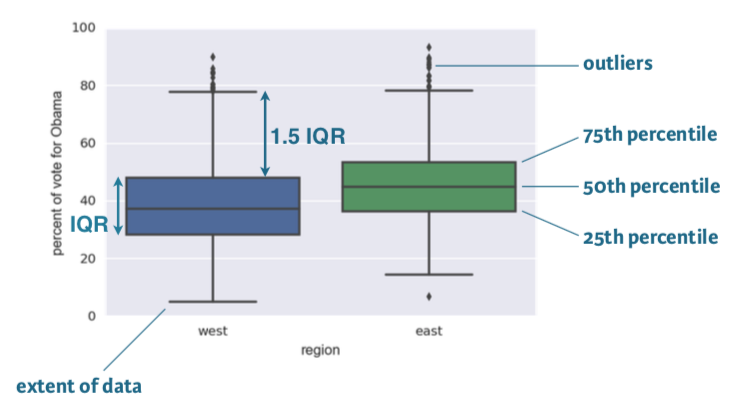 100
80
60
40
20
0
percent of vote for Obama
west
east
region
IQR
1.5 IQR
outliers
75th percentile
50th percentile
25th percentile
extent of data